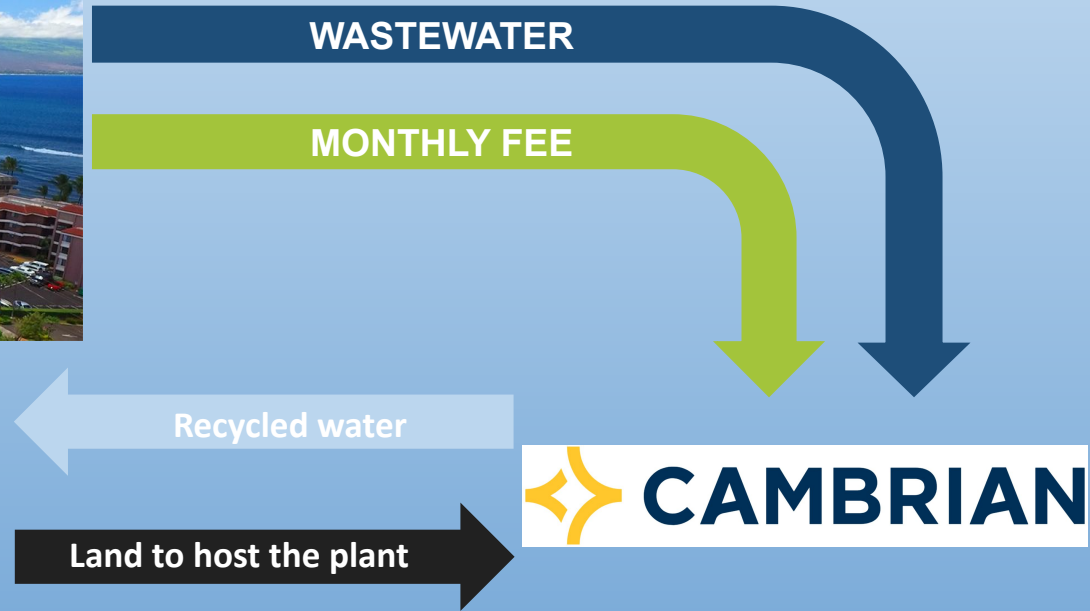 WASTEWATER
MONTHLY FEE
Recycled water
CAMBRIAN
Land to host the plant